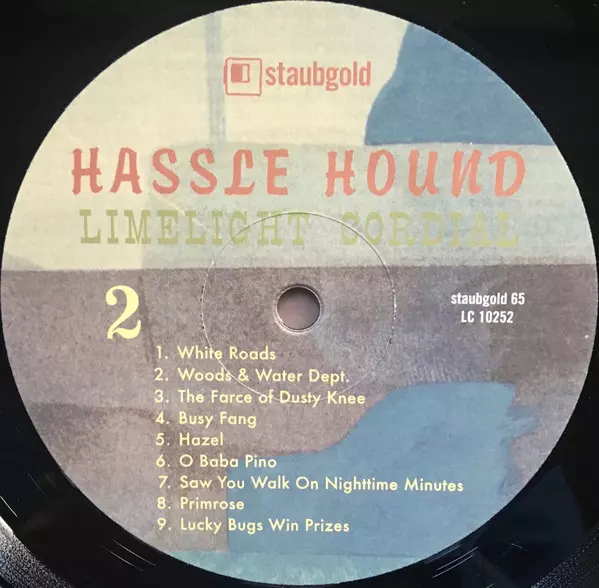 staubgold
HASSLE HOUND
LIMELIGHT CORDIAL
2
staubgold 65
LC 10252
1. White Roads
2. Woods & Water Dept.
3. The Farce of Dusty Knee
4. Busy Fang
5. Hazel
6. O Baba Pino
7. Saw You Walk On Nighttime Minutes
8. Primrose
9. Lucky Bugs Win Prizes